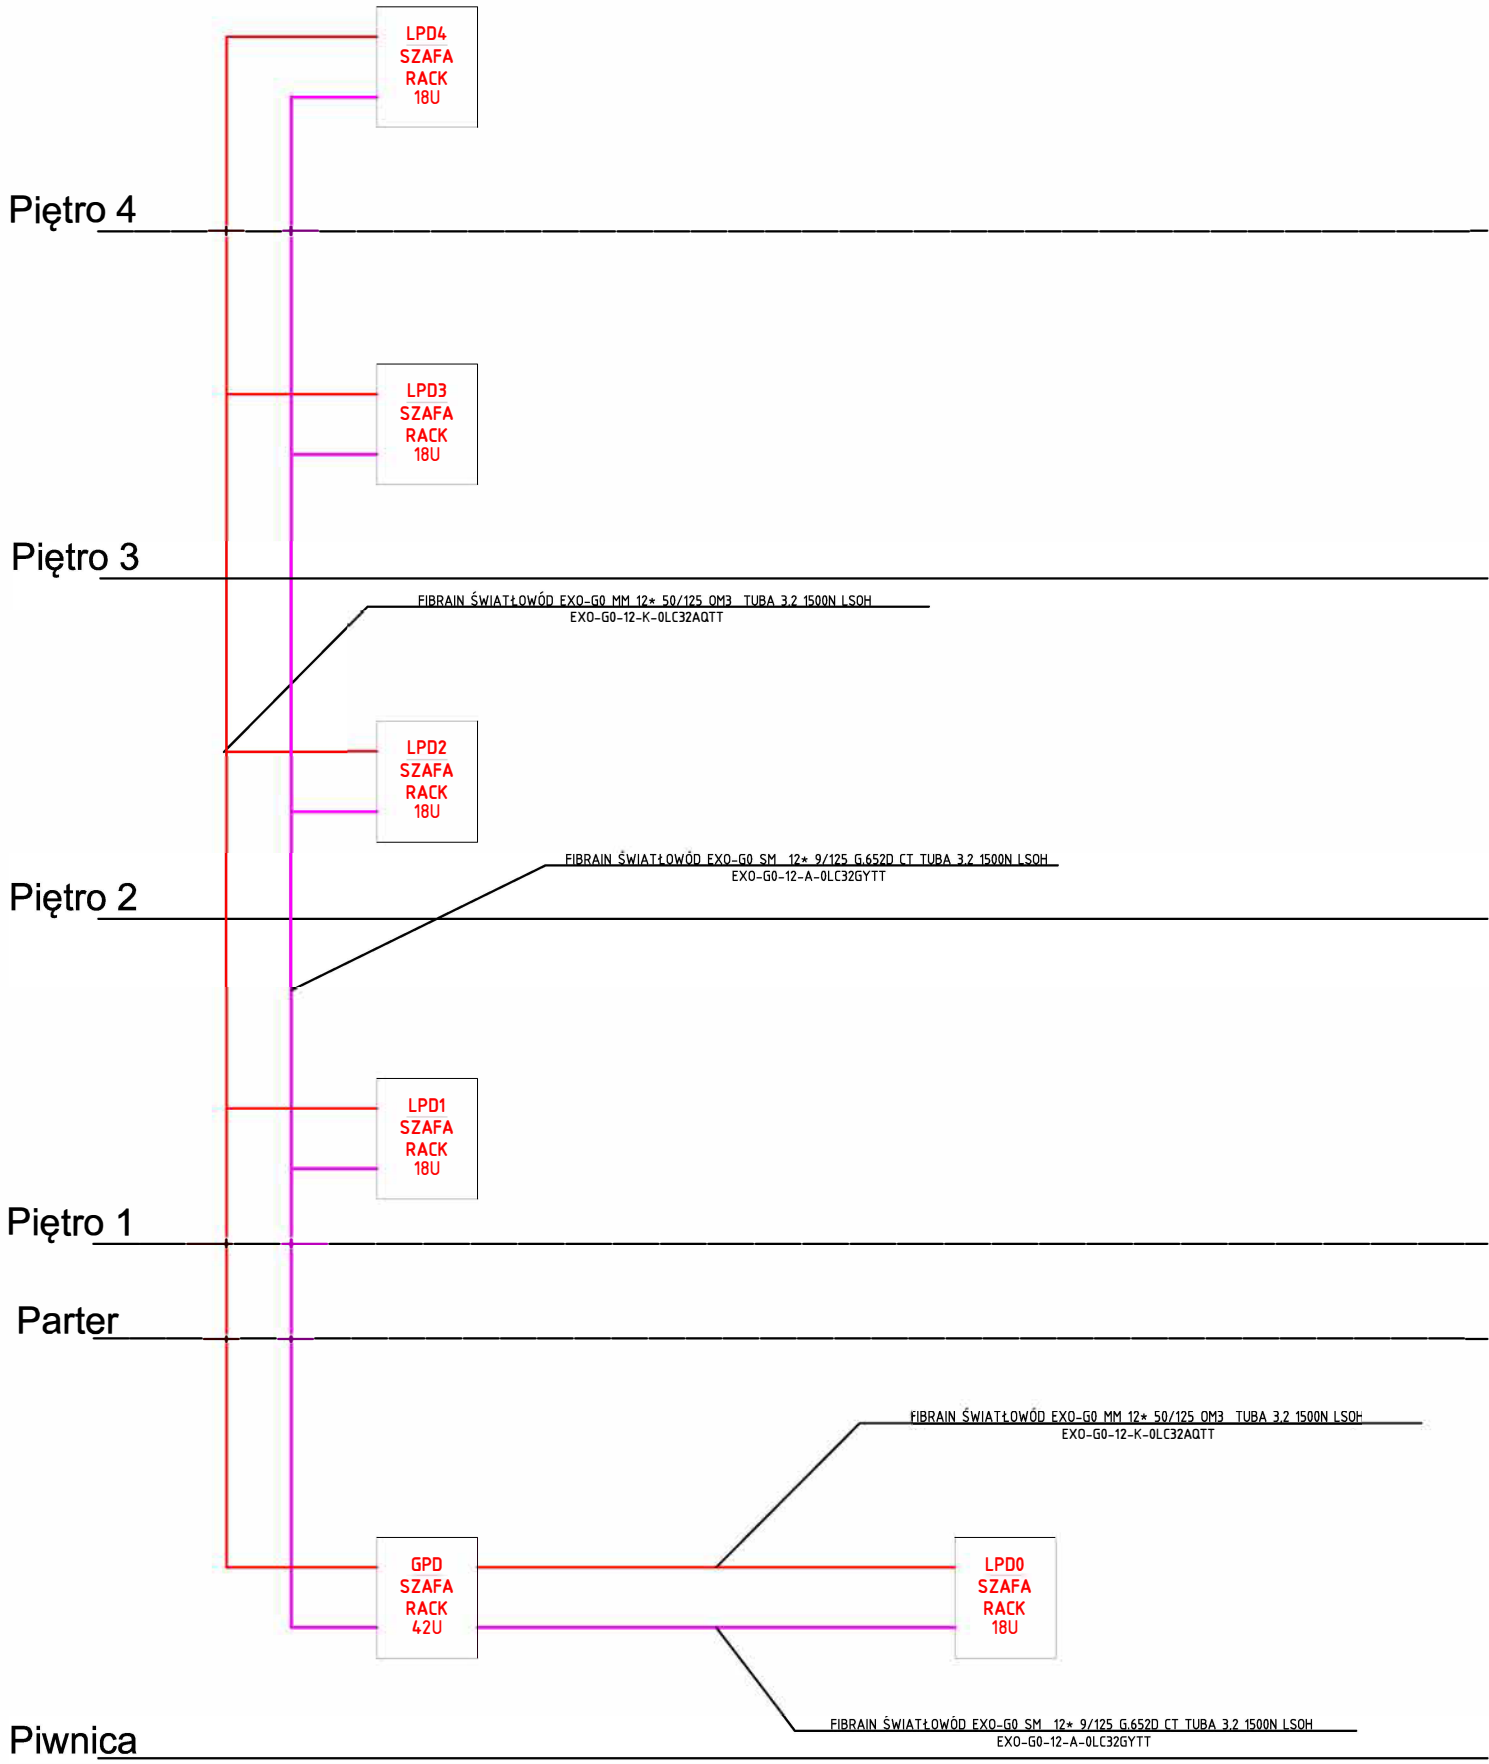 LPD4
SZAFA
RACK
18U
Piętro 4
LPD3
SZAFA
RACK
18U
Piętro 3
FIBRAIN ŚWIATŁOWÓD EXO-G0 MM 12* 50/125 OM3 TUBA 3.2 1500N LSOH
EXO-G0-12-K-0LC32AQTT
LPD2
SZAFA
RACK
18U
FIBRAIN ŚWIATŁOWÓD EXO-G0 SM 12* 9/125 G.652D CT TUBA 3.2 1500N LSOH
EXO-G0-12-A-0LC32GYTT
Piętro 2
LPD1
SZAFA
RACK
18U
Piętro 1
Parter
FIBRAIN ŚWIATŁOWÓD EXO-G0 MM 12* 50/125 OM3 TUBA 3.2 1500N LSOH
EXO-G0-12-K-0LC32AQTT
GPD
SZAFA
RACK
42U
LPD0
SZAFA
RACK
18U
FIBRAIN ŚWIATŁOWÓD EXO-G0 SM 12* 9/125 G.652D CT TUBA 3.2 1500N LSOH
EXO-G0-12-A-0LC32GYTT
Piwnica